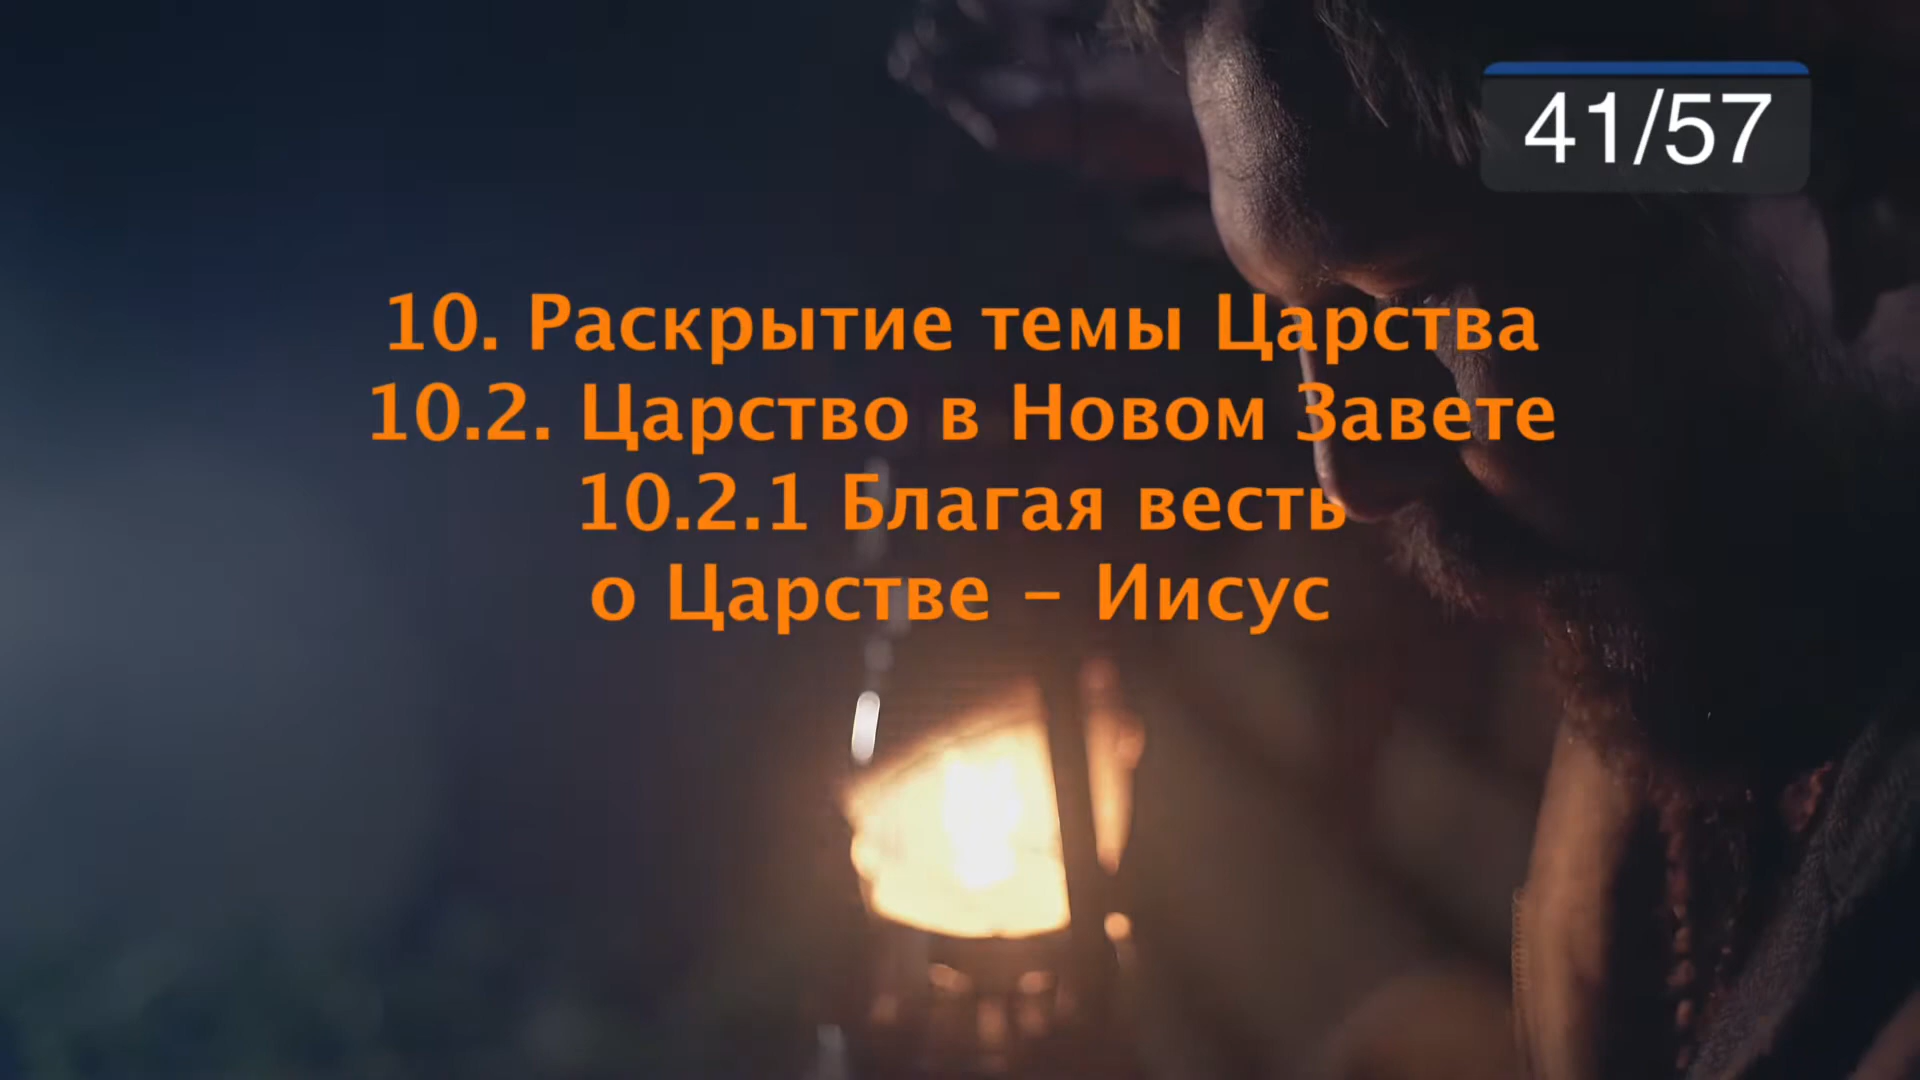 41/57
10. Раскрытие темы Царства
10.2. Царство в Новом Завете
10.2.1 Благая весть
о Царстве – Иисус